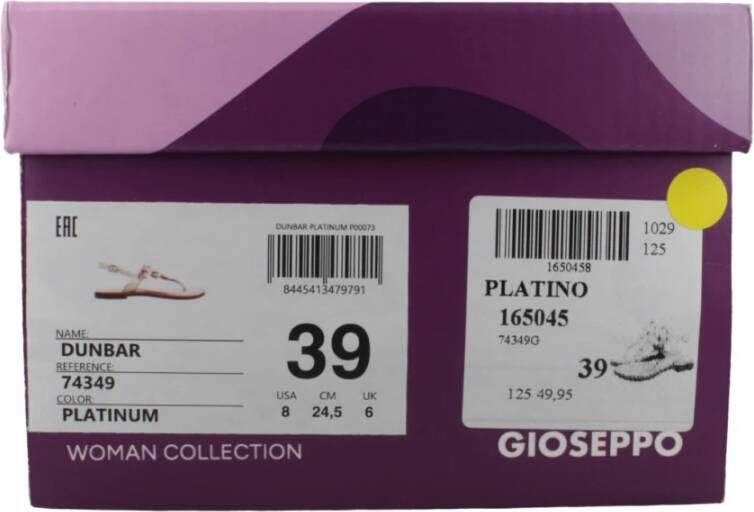 EAC
DUNBAR PLATINUM P00073
8445413479791
NAME:
DUNBAR
REFERENCE:
74349
COLOR:
PLATINUM
39
USA CM UK
8 24,5 6
WOMAN COLLECTION
1029
125
1650458
PLATINO
165045
74349G
39
125 49,95
GIOSEPPO